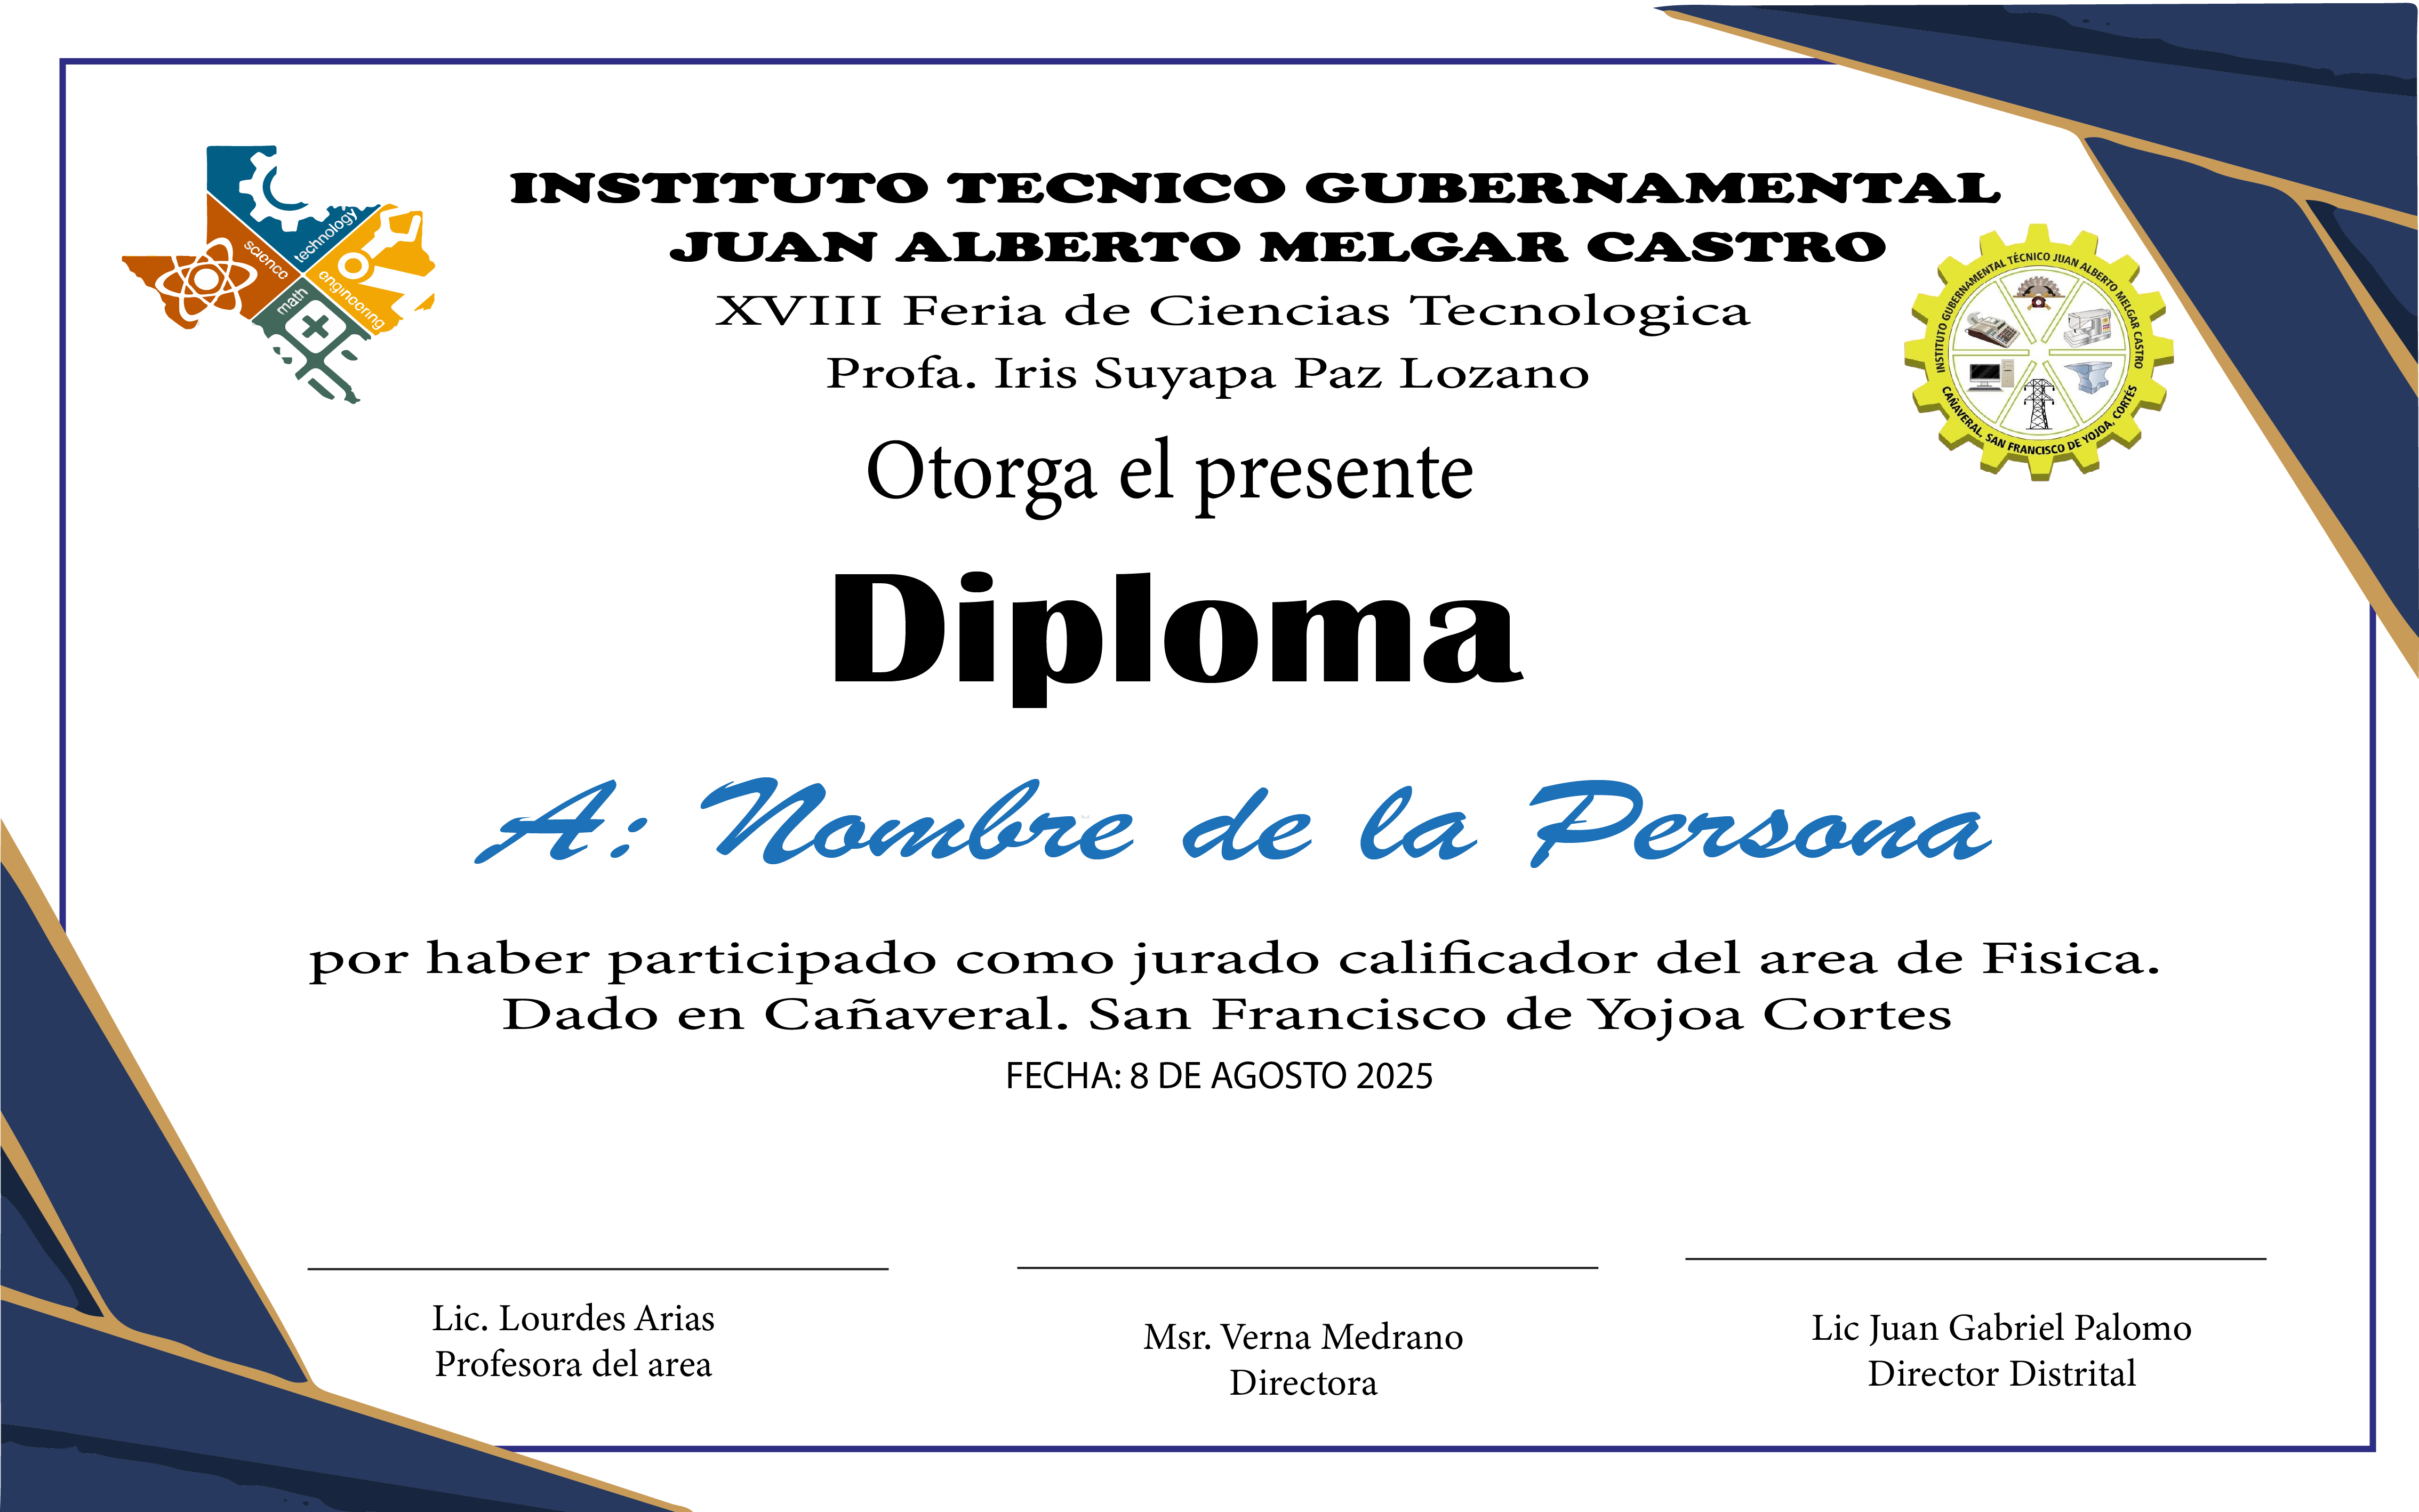 INSTITUTO TECNICO GUBERNAMENTAL
JUAN ALBERTO MELGAR CASTRO
XVIII Feria de Ciencias Tecnologica
Profa. Iris Suyapa Paz Lozano
science
technology
engineering
math
INSTITUTO GUBERNAMENTAL TÉCNICO JUAN ALBERTO MELGAR CASTRO
CAÑAVERAL, SAN FRANCISCO DE YOJOA, CORTÉS
Otorga el presente
Diploma
A: Nombre de la Persona
por haber participado como jurado calificador del area de Fisica.
Dado en Cañaveral. San Francisco de Yojoa Cortes
FECHA: 8 DE AGOSTO 2025
Lic. Lourdes Arias
Profesora del area
Msr. Verna Medrano
Directora
Lic Juan Gabriel Palomo
Director Distrital